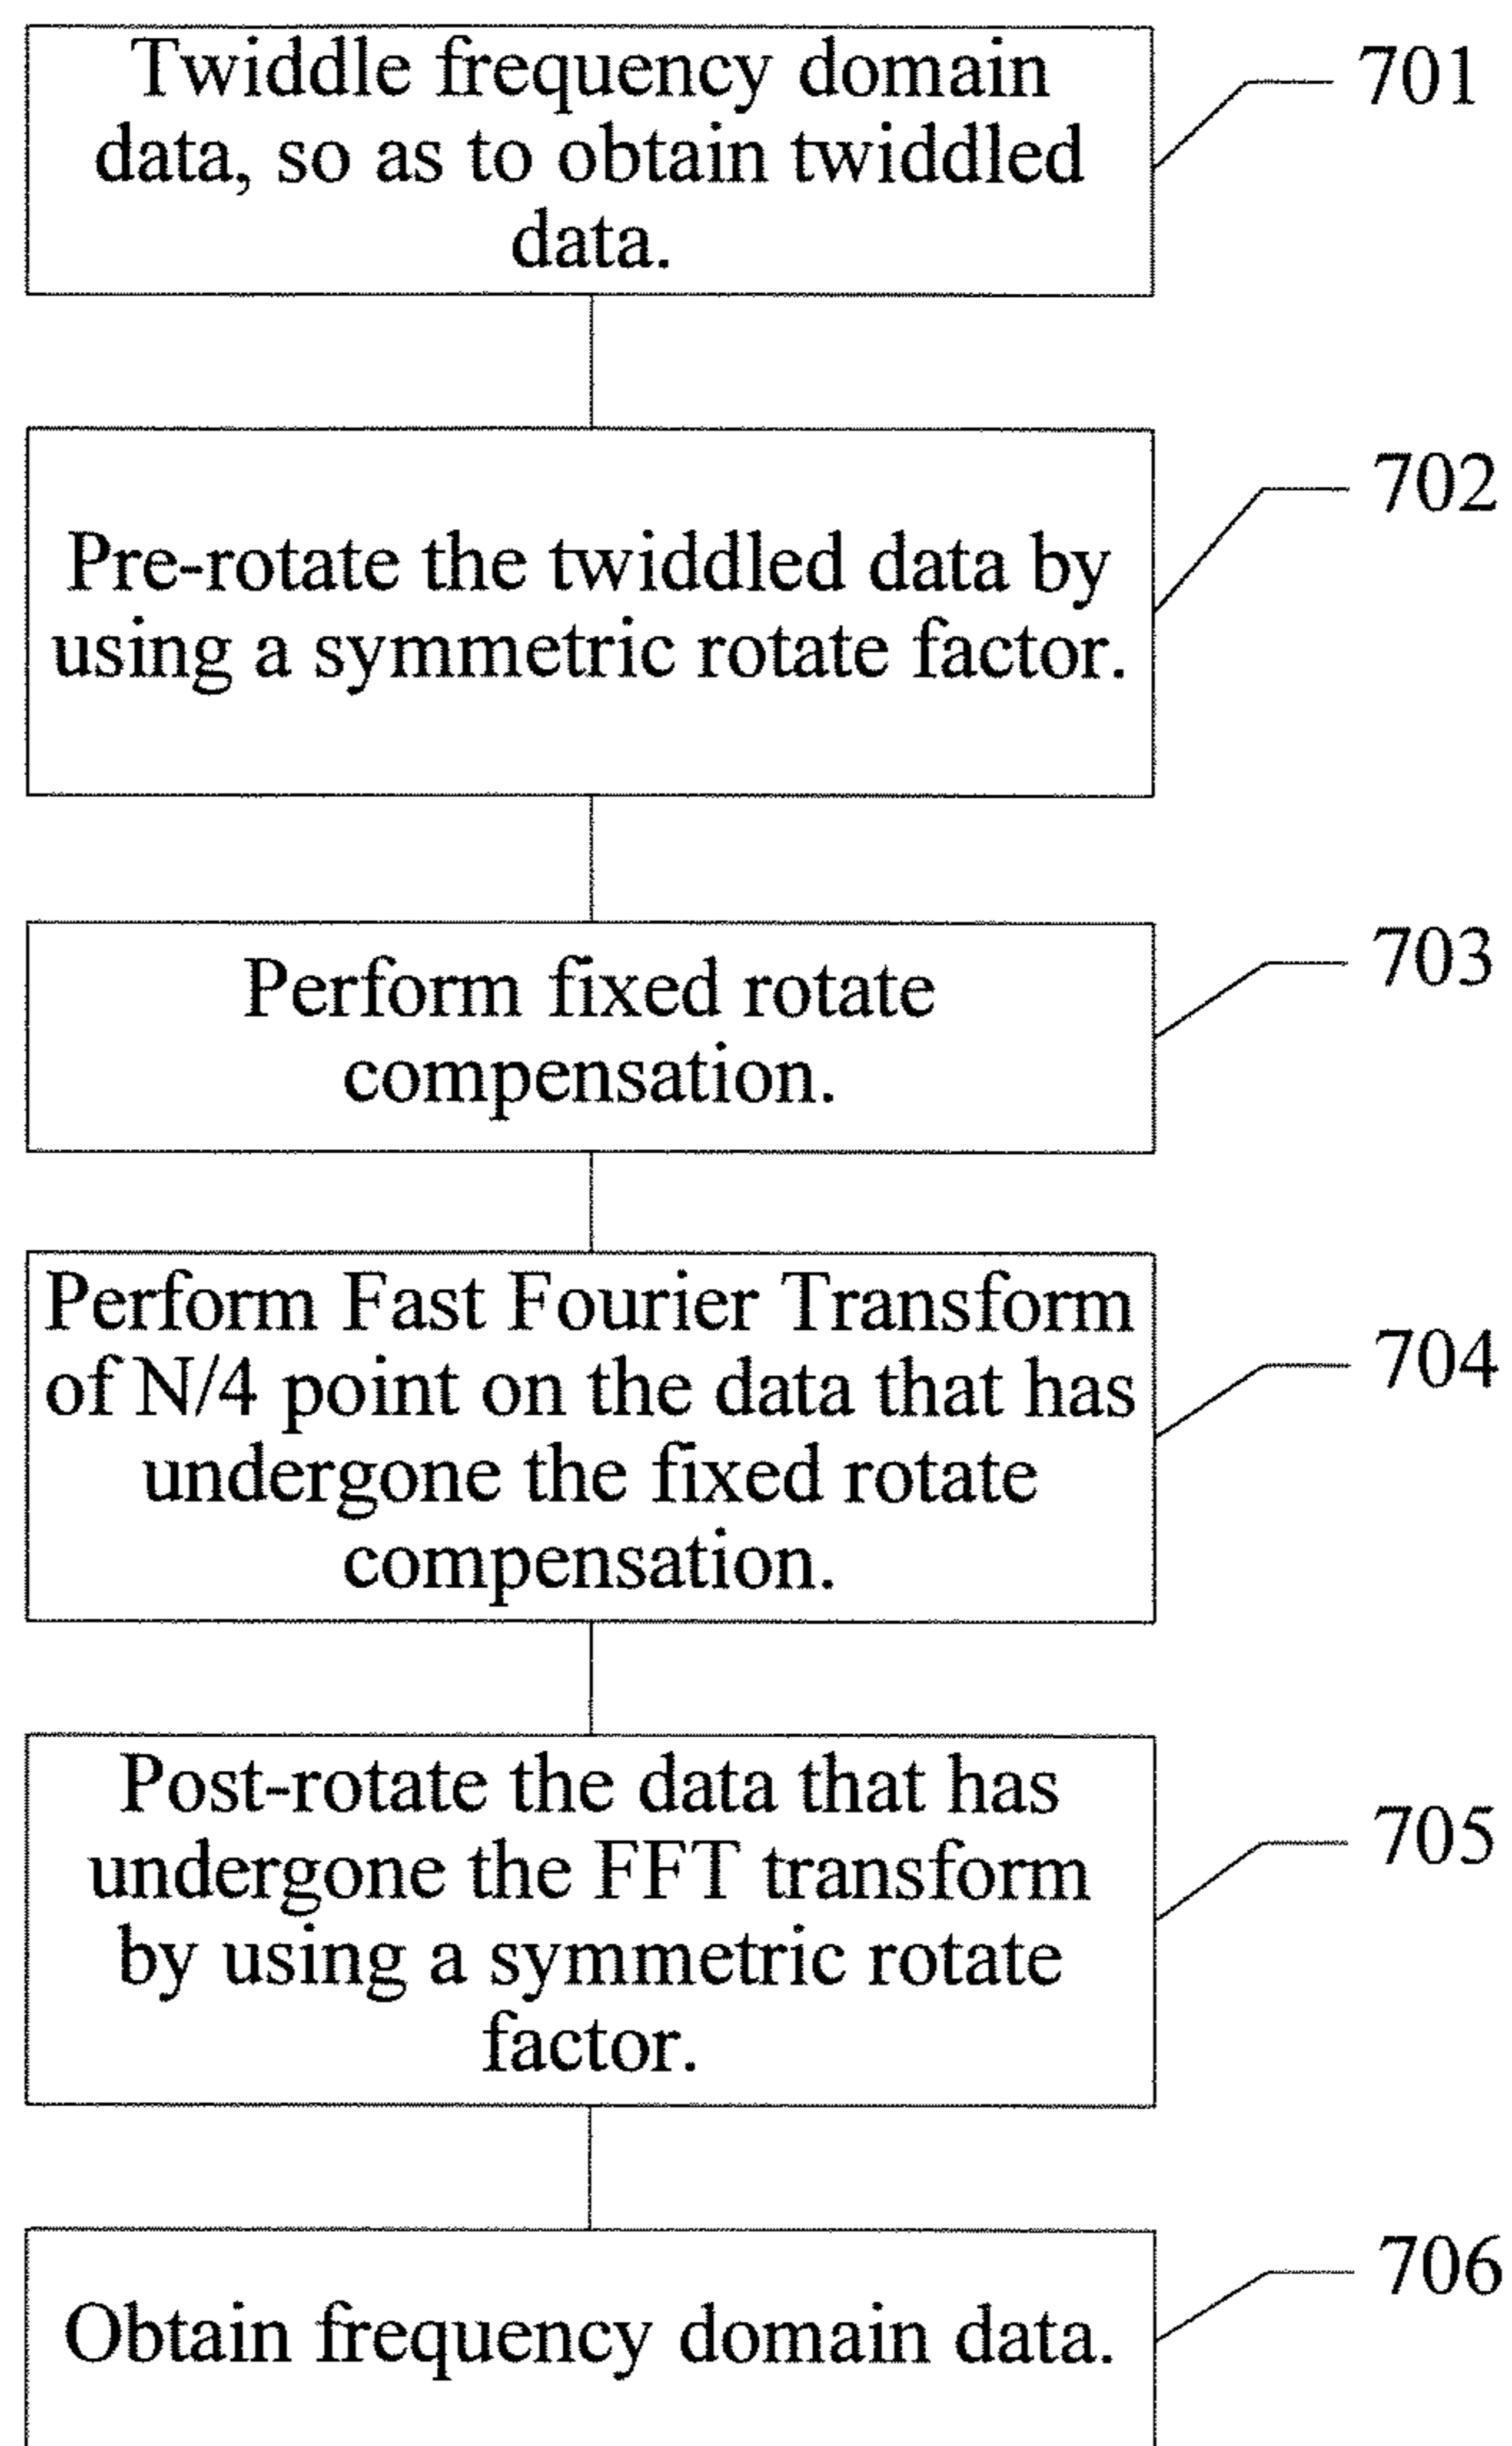 Twiddle frequency domain
data, so as to obtain twiddled
data.
701
Pre-rotate the twiddled data by
using a symmetric rotate factor.
702
Perform fixed rotate
compensation.
703
Perform Fast Fourier Transform
of N/4 point on the data that has
undergone the fixed rotate
compensation.
704
Post-rotate the data that has
undergone the FFT transform
by using a symmetric rotate
factor.
705
Obtain frequency domain data.
706